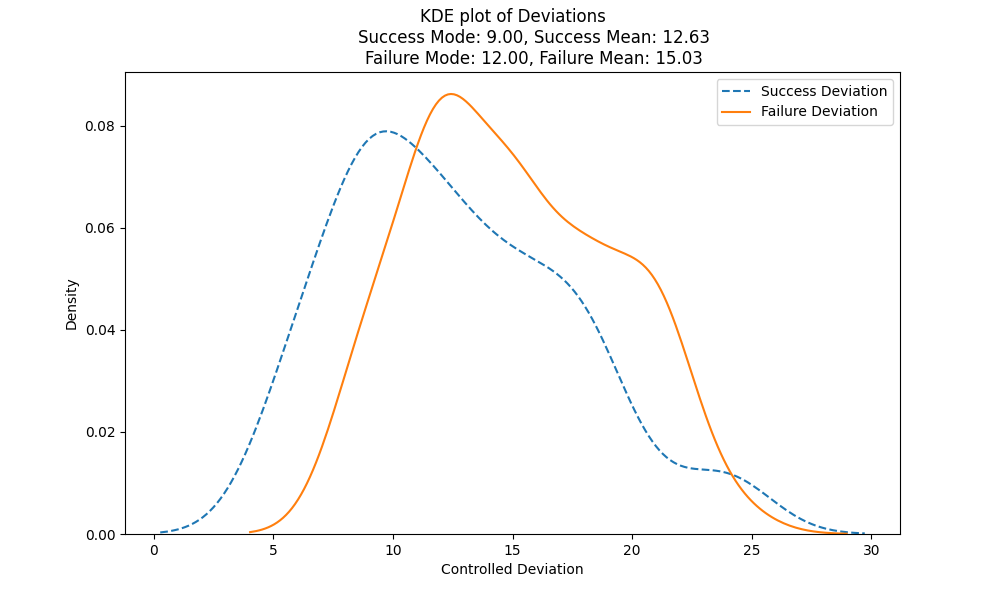 KDE plot of Deviations
Success Mode: 9.00, Success Mean: 12.63
Failure Mode: 12.00, Failure Mean: 15.03
Success Deviation
Failure Deviation
0.08
0.06
0.04
0.02
0.00
Density
0 5 10 15 20 25 30
Controlled Deviation